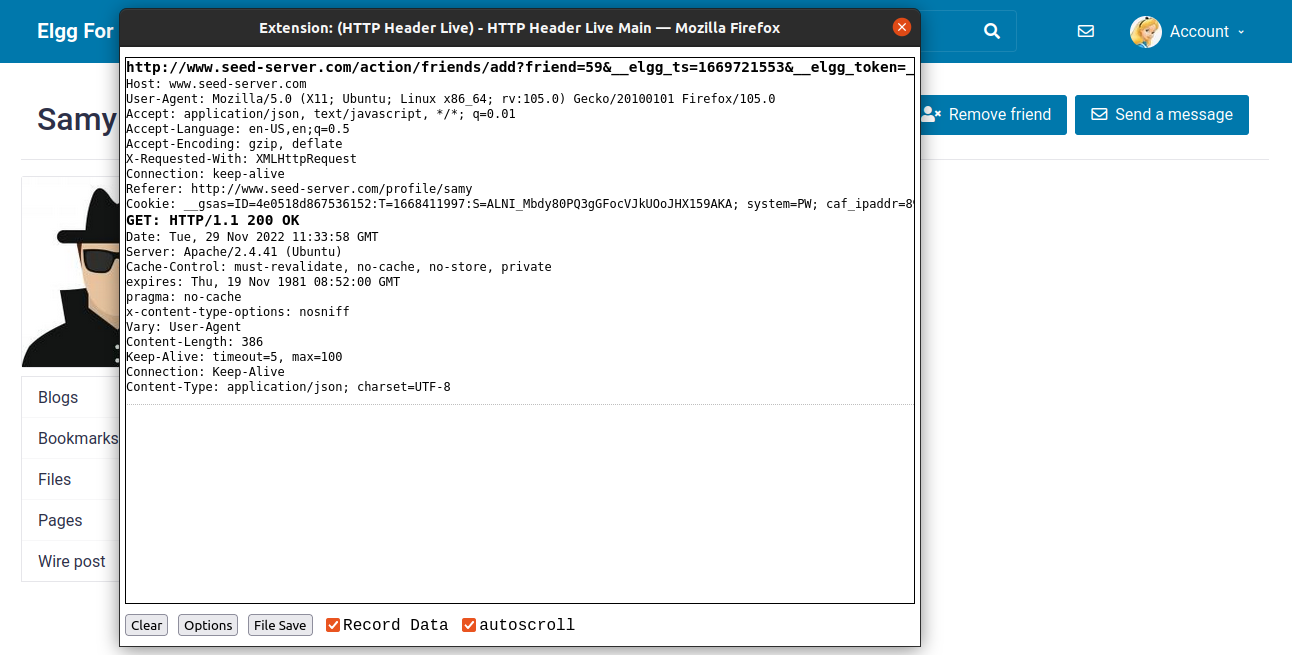 Elgg For
Account
Extension: (HTTP Header Live) - HTTP Header Live Main — Mozilla Firefox
Samy
Remove friend
Send a message
http://www.seed-server.com/action/friends/add?friend=59&__elgg_ts=1669721553&__elgg_token=_
Host: www.seed-server.com
User-Agent: Mozilla/5.0 (X11; Ubuntu; Linux x86_64; rv:105.0) Gecko/20100101 Firefox/105.0
Accept: application/json, text/javascript, */*; q=0.01
Accept-Language: en-US,en;q=0.5
Accept-Encoding: gzip, deflate
X-Requested-With: XMLHttpRequest
Connection: keep-alive
Referer: http://www.seed-server.com/profile/samy
Cookie: __gsas=ID=4e0518d867536152:T=1668411997:S=ALNI_Mbdy80PQ3gGFocVJkUOoJHX159AKA; system=PW; caf_ipaddr=8
GET: HTTP/1.1 200 OK
Date: Tue, 29 Nov 2022 11:33:58 GMT
Server: Apache/2.4.41 (Ubuntu)
Cache-Control: must-revalidate, no-cache, no-store, private
expires: Thu, 19 Nov 1981 08:52:00 GMT
pragma: no-cache
x-content-type-options: nosniff
Vary: User-Agent
Content-Length: 386
Keep-Alive: timeout=5, max=100
Connection: Keep-Alive
Content-Type: application/json; charset=UTF-8
Blogs
Bookmarks
Files
Pages
Wire post
Clear
Options
File Save
Record Data
autoscroll